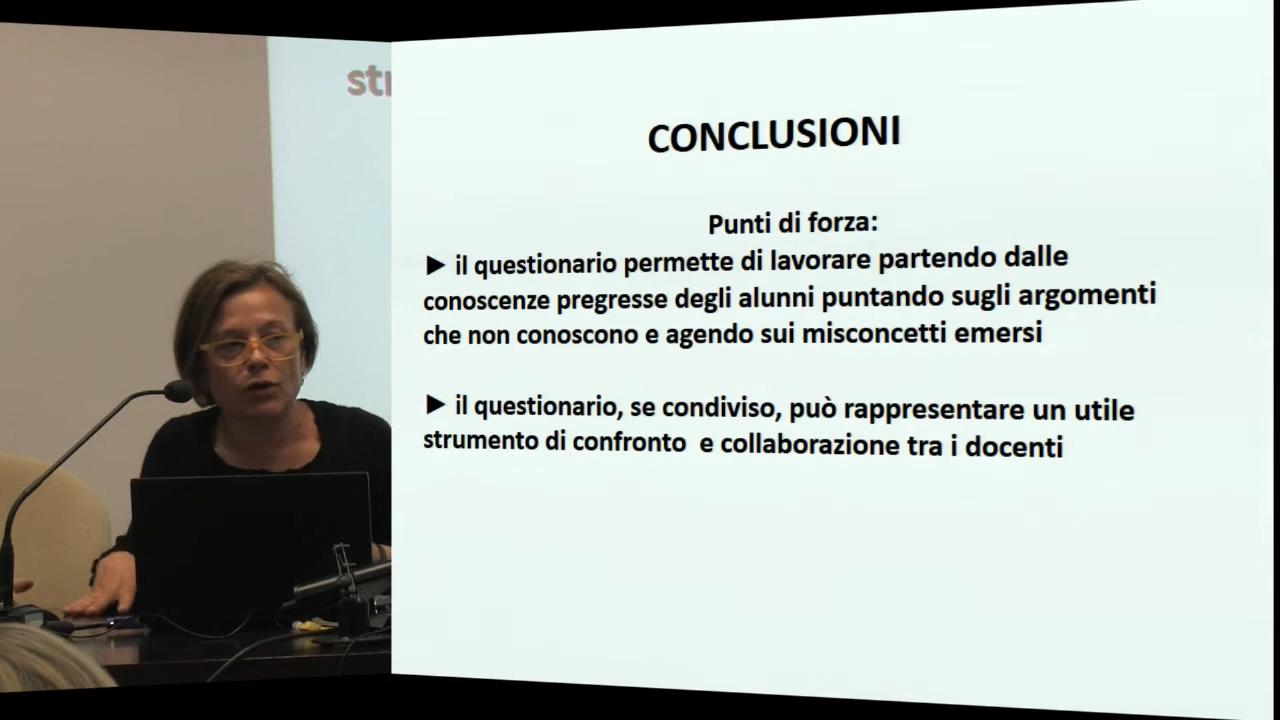 str
CONCLUSIONI
Punti di forza:
► il questionario permette di lavorare partendo dalle
conoscenze pregresse degli alunni puntando sugli argomenti
che non conoscono e agendo sui misconcetti emersi
► il questionario, se condiviso, può rappresentare un utile
strumento di confronto e collaborazione tra i docenti